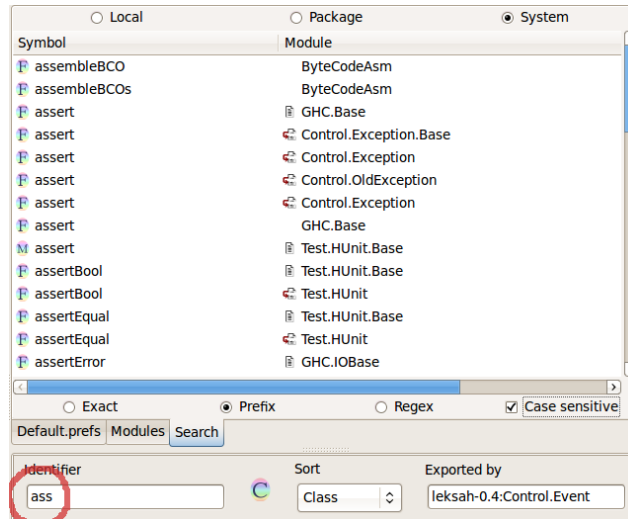 Local Package System
Symbol Module
F assembleBCO ByteCodeAsm
F assembleBCOs ByteCodeAsm
F assert GHC.Base
F assert Control.Exception.Base
F assert Control.Exception
F assert Control.OldException
F assert Control.Exception
F assert GHC.Base
M assert Test.HUnit.Base
F assertBool Test.HUnit.Base
F assertBool Test.HUnit
F assertEqual Test.HUnit.Base
F assertEqual Test.HUnit
F assertError GHC.IOBase
Exact Prefix Regex Case sensitive
Default.prefs Modules Search
Identifier Sort Exported by
ass C Class leksah-0.4:Control.Event